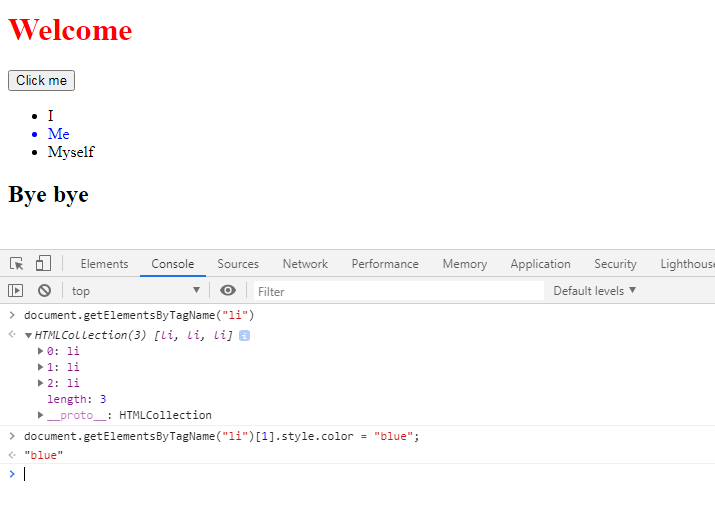 Welcome
Click me
I
Me
Myself
Bye bye
Elements Console Sources Network Performance Memory Application Security Lighthouse
top Filter Default levels
document.getElementsByTagName("li")
HTMLCollection(3) [li, li, li] i
0: li
1: li
2: li
length: 3
__proto__: HTMLCollection
document.getElementsByTagName("li")[1].style.color = "blue";
"blue"